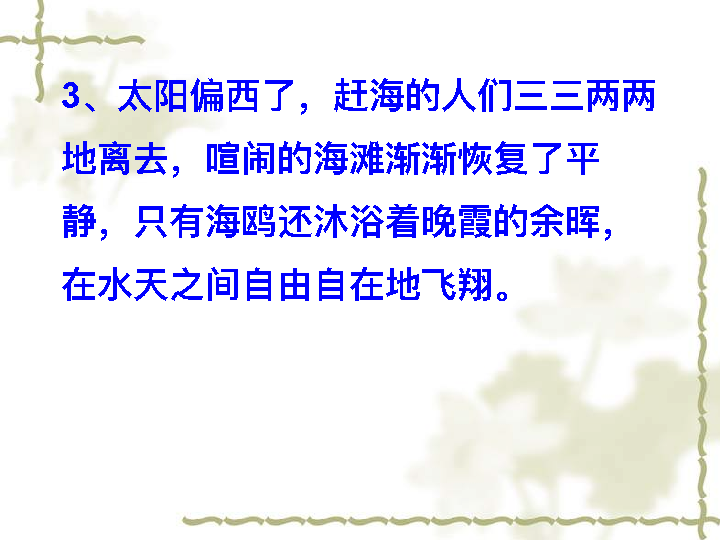 3、太阳偏西了，赶海的人们三三两两
地离去，喧闹的海滩渐渐恢复了平
静，只有海鸥还沐浴着晚霞的余晖，
在水天之间自由自在地飞翔。